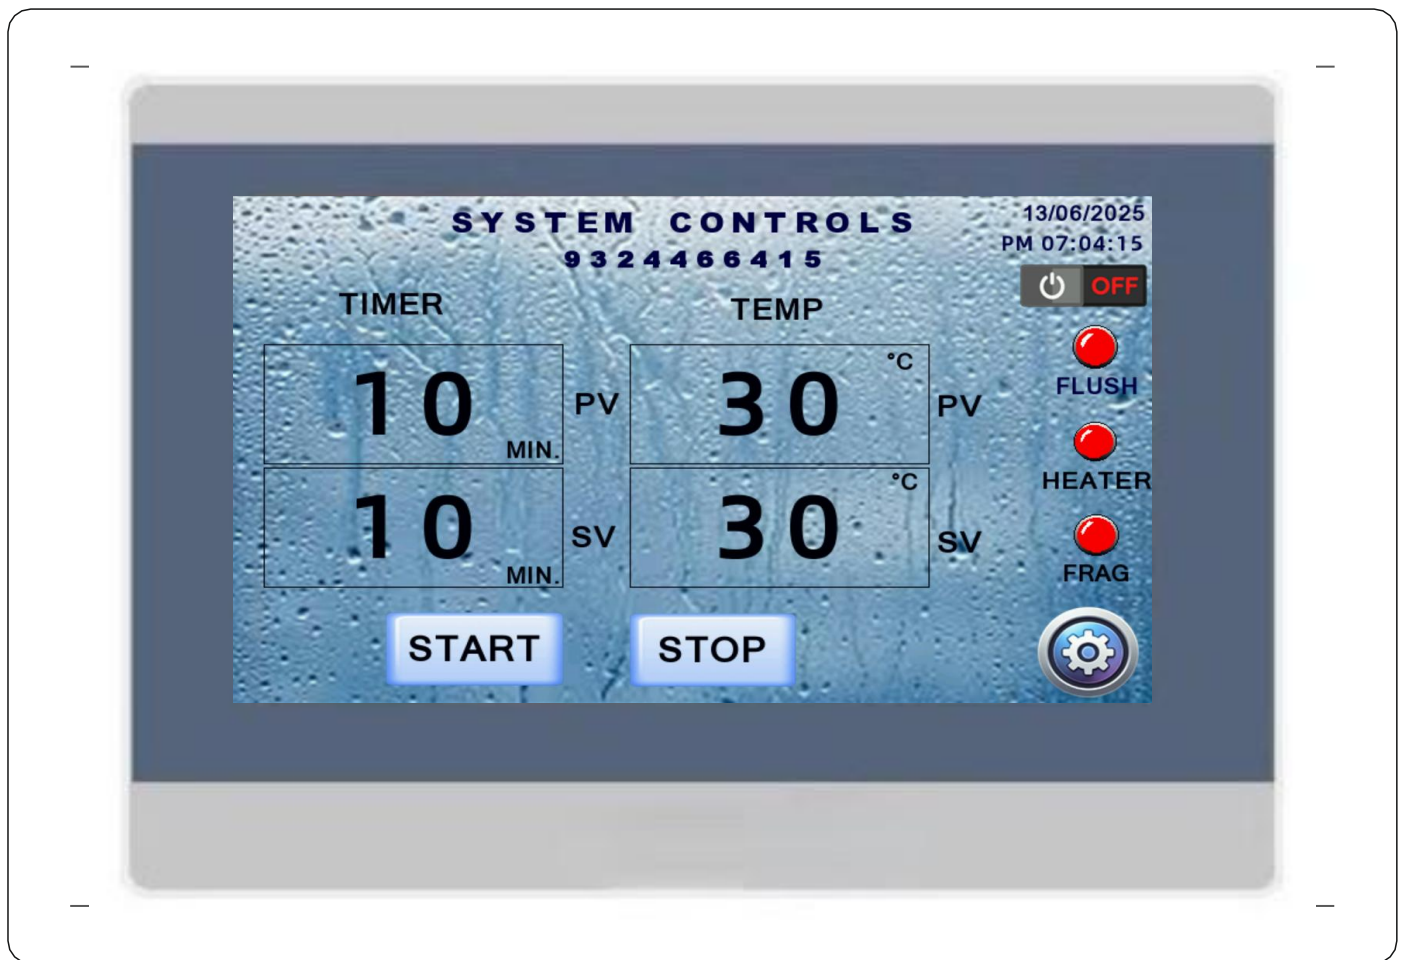 SYSTEM CONTROLS
9324466415
13/06/2025
PM 07:04:15
OFF
TIMER
TEMP
10
MIN.
PV
30
°C
PV
10
MIN.
SV
30
°C
SV
FLUSH
HEATER
FRAG
START
STOP